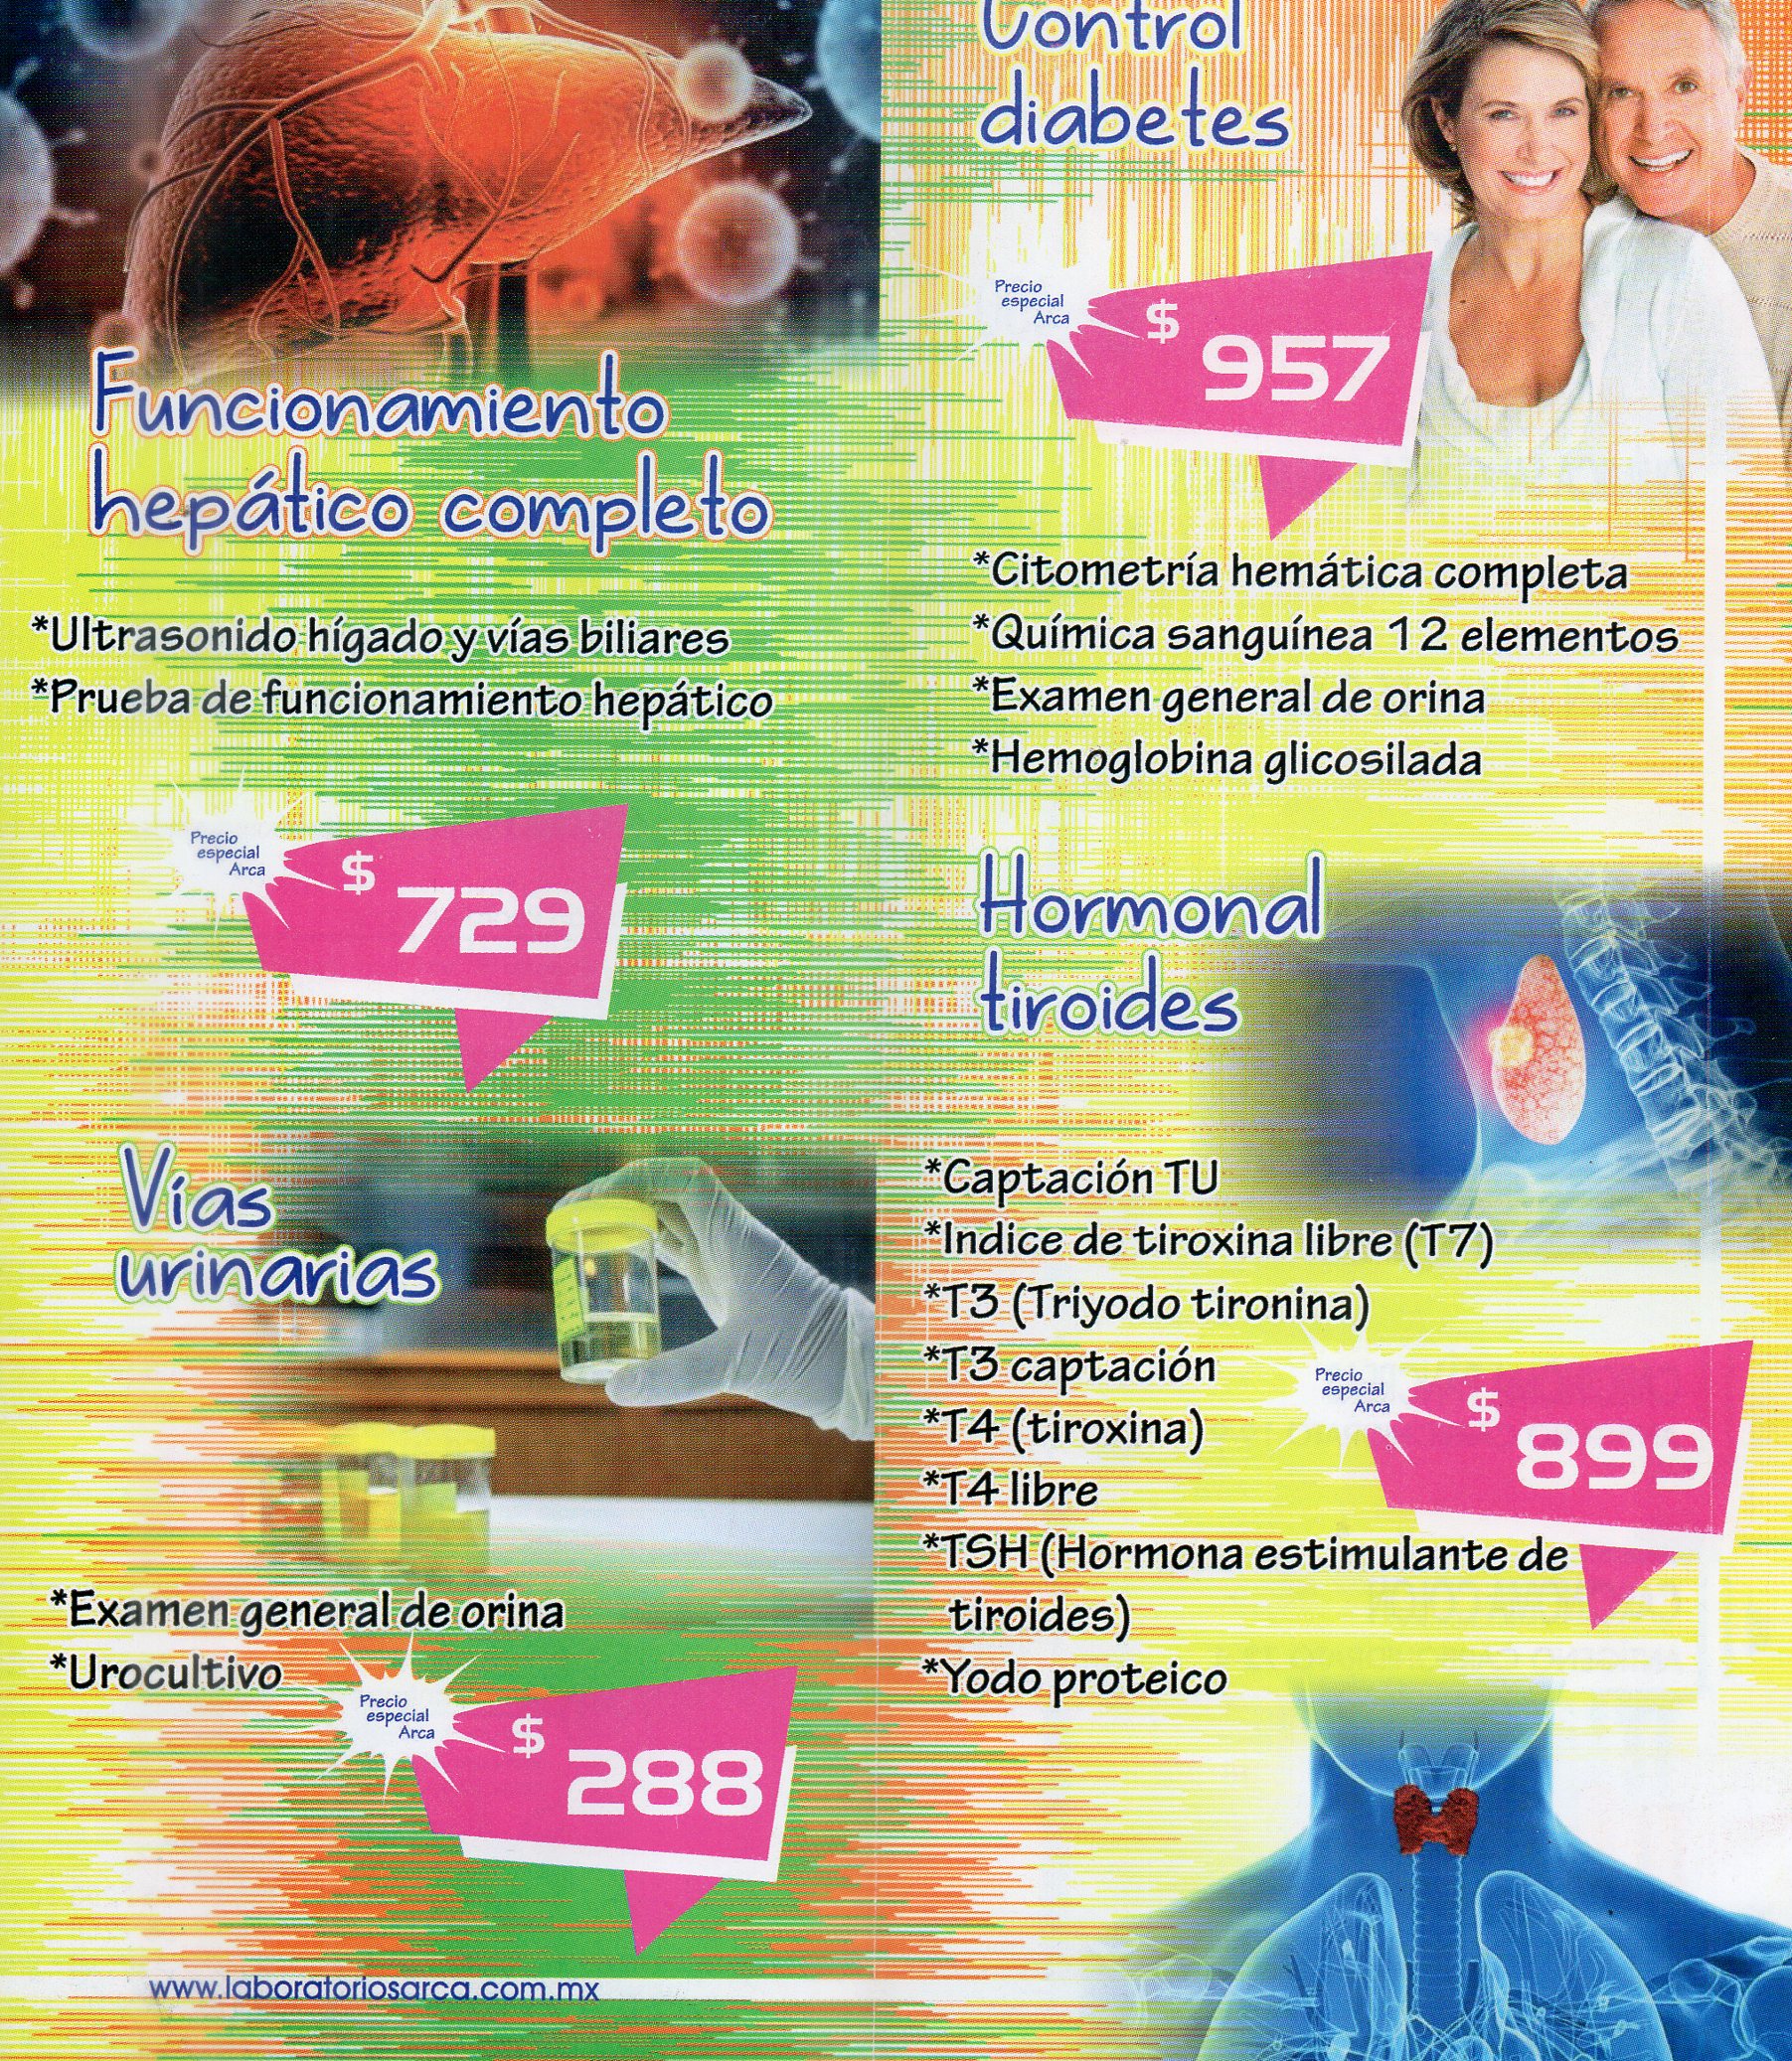 Funcionamiento
hepático completo
*Ultrasonido hígado y vías biliares
*Prueba de funcionamiento hepático
Precio
especial
Arca
$ 729
Vías
urinarias
*Examen general de orina
*Urocultivo
Precio
especial
Arca
$ 288
www.laboratoriosarca.com.mx
Control
diabetes
Precio
especial
Arca
$ 957
*Citometría hemática completa
*Química sanguínea 12 elementos
*Examen general de orina
*Hemoglobina glicosilada
Hormonal
tiroides
*Captación TU
*Indice de tiroxina libre (T7)
*T3 (Triyodo tironina)
*T3 captación
*T4 (tiroxina)
*T4 libre
*TSH (Hormona estimulante de
tiroides)
*Yodo proteico
Precio
especial
Arca
$ 899